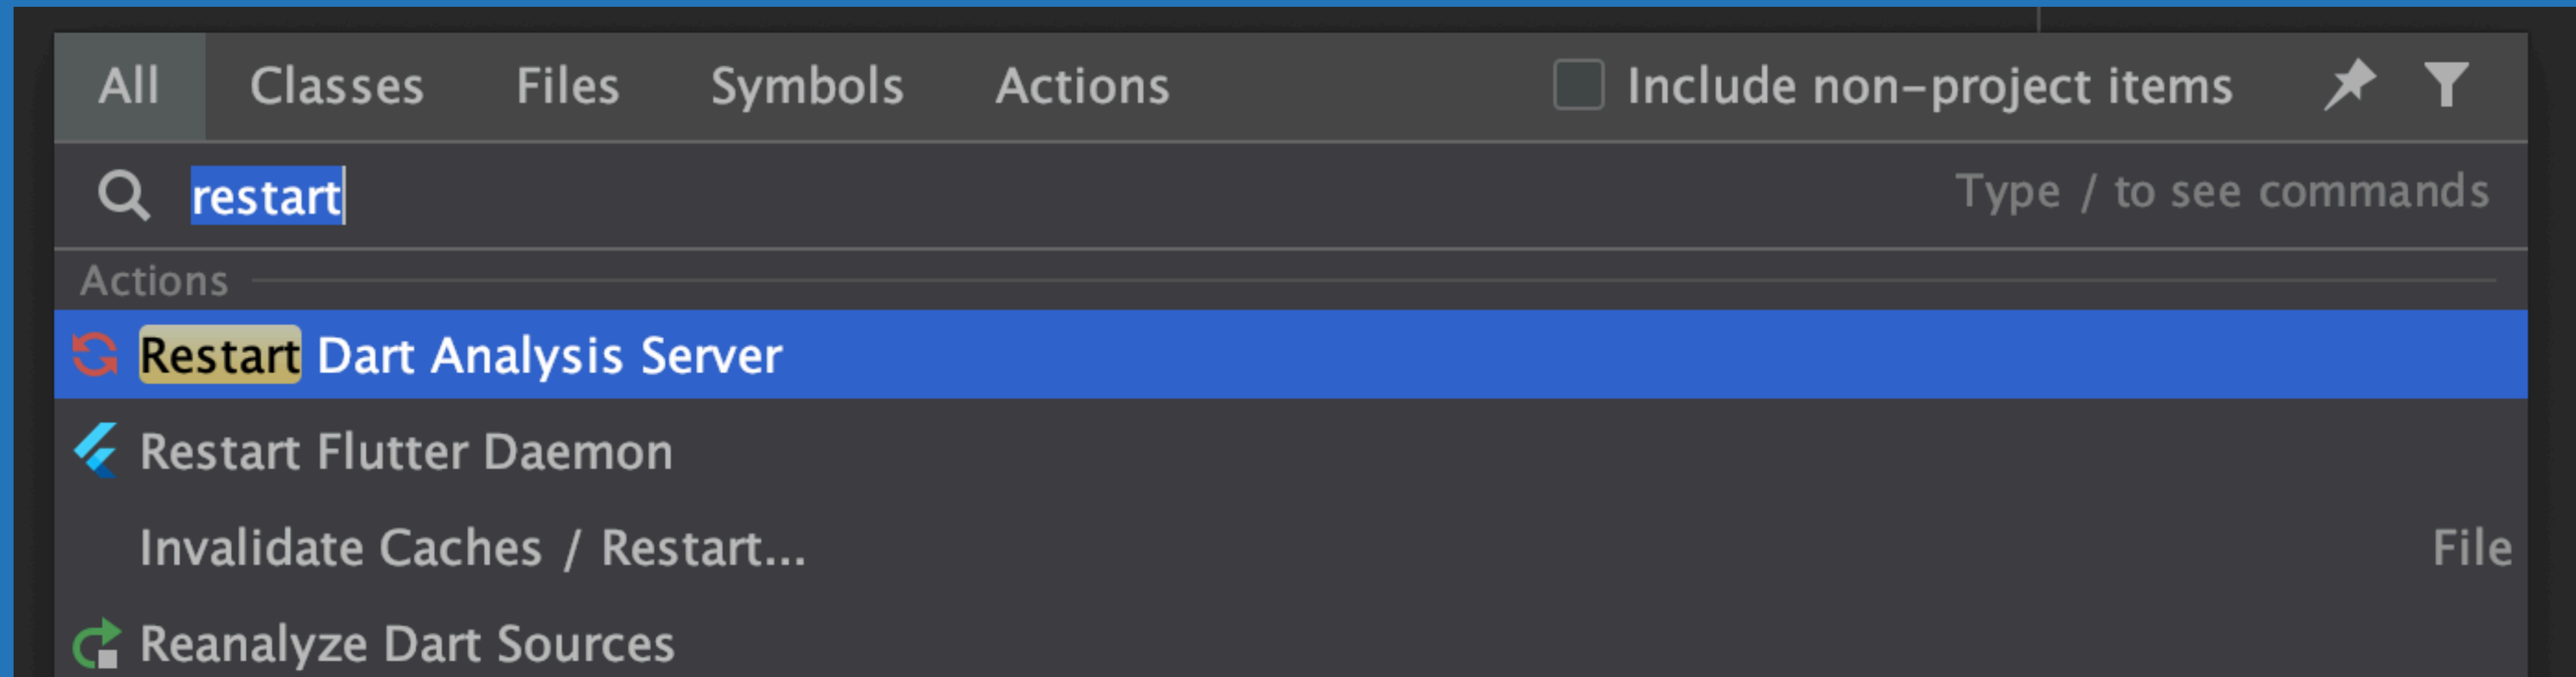 All Classes Files Symbols Actions Include non-project items
restart Type / to see commands
Actions
Restart Dart Analysis Server
Restart Flutter Daemon
Invalidate Caches / Restart... File
Reanalyze Dart Sources